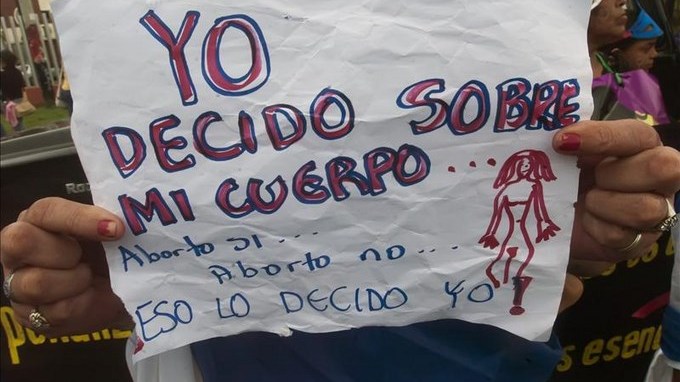 YO
DECIDO SOBRE
MI CUERPO....
Aborto si...
Aborto no...
ESO LO DECIDO YO